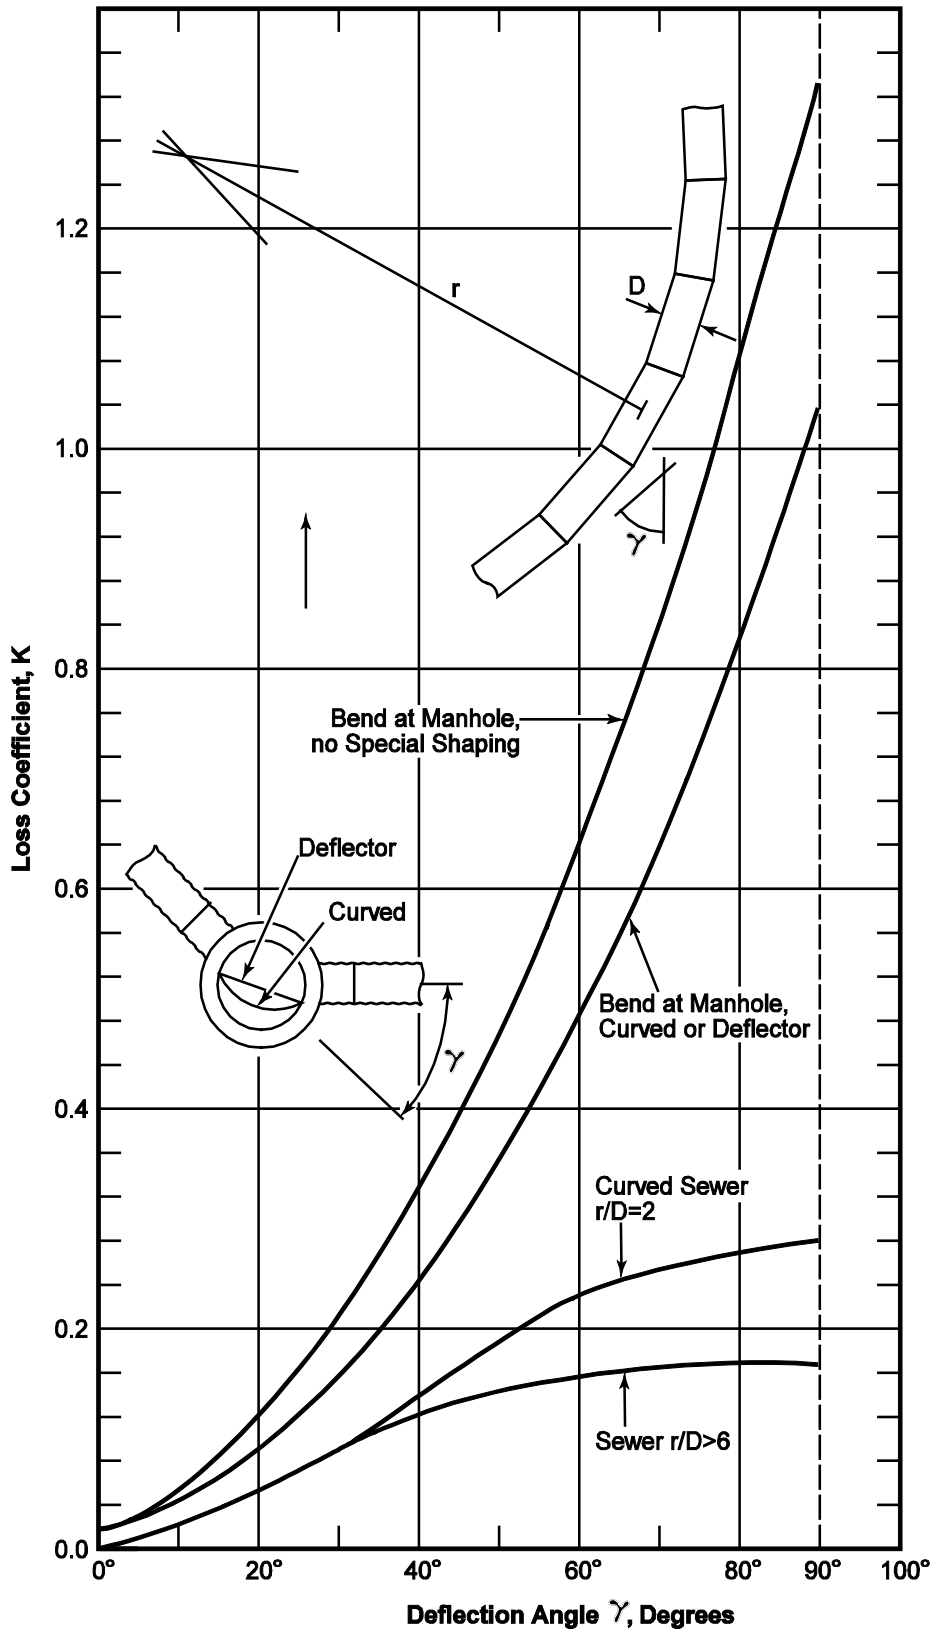 1.2
1.0
0.8
0.6
0.4
0.2
0.0
Loss Coefficient, K
r
D
γ
Bend at Manhole,
no Special Shaping
Deflector
Curved
γ
Bend at Manhole,
Curved or Deflector
Curved Sewer
r/D=2
Sewer r/D>6
0° 20° 40° 60° 80° 90° 100°
Deflection Angle γ, Degrees